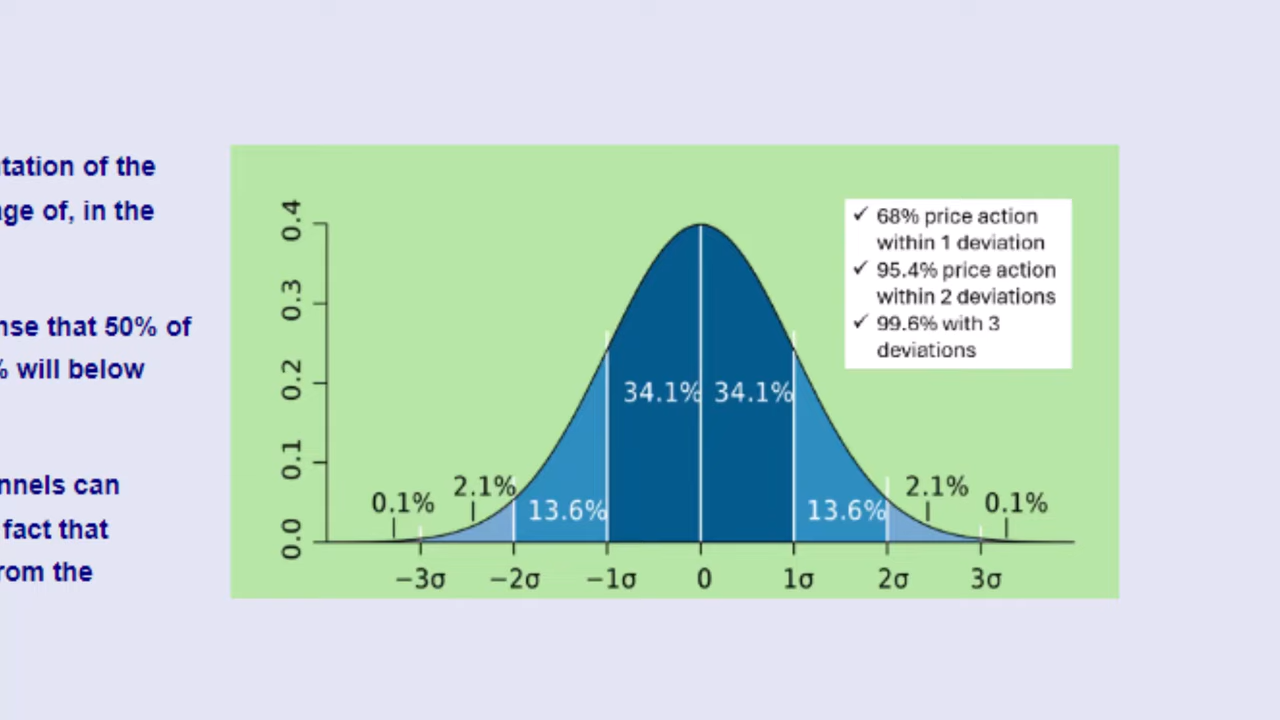 tation of the
ge of, in the
nse that 50% of
% will below
nnels can
fact that
rom the
0.4
0.3
0.2
0.1
0.0
✓ 68% price action
within 1 deviation
✓ 95.4% price action
within 2 deviations
✓ 99.6% with 3
deviations
34.1% 34.1%
0.1% 2.1% 13.6% 13.6% 2.1% 0.1%
−3σ −2σ −1σ 0 1σ 2σ 3σ